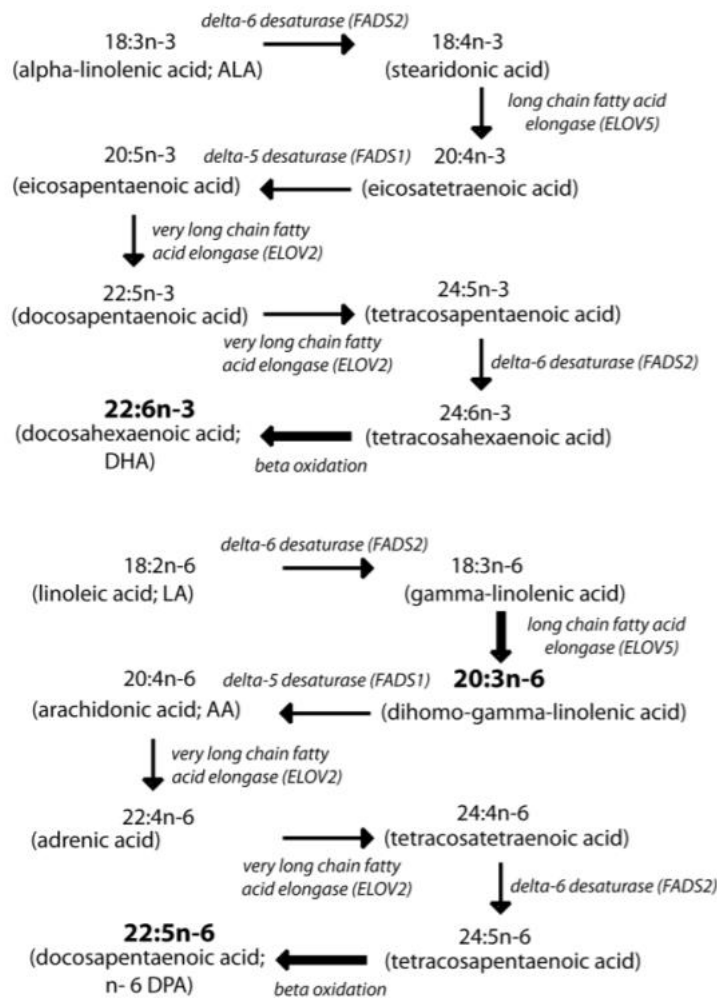 delta-6 desaturase (FADS2)
18:3n-3
(alpha-linolenic acid; ALA)
18:4n-3
(stearidonic acid)
long chain fatty acid
elongase (ELOV5)
20:5n-3
(eicosapentaenoic acid)
delta-5 desaturase (FADS1)
20:4n-3
(eicosatetraenoic acid)
very long chain fatty
acid elongase (ELOV2)
22:5n-3
(docosapentaenoic acid)
very long chain fatty
acid elongase (ELOV2)
24:5n-3
(tetracosapentaenoic acid)
delta-6 desaturase (FADS2)
22:6n-3
(docosahexaenoic acid;
DHA)
beta oxidation
24:6n-3
(tetracosahexaenoic acid)
delta-6 desaturase (FADS2)
18:2n-6
(linoleic acid; LA)
18:3n-6
(gamma-linolenic acid)
long chain fatty acid
elongase (ELOV5)
20:4n-6
(arachidonic acid; AA)
delta-5 desaturase (FADS1)
20:3n-6
(dihomo-gamma-linolenic acid)
very long chain fatty
acid elongase (ELOV2)
22:4n-6
(adrenic acid)
very long chain fatty
acid elongase (ELOV2)
24:4n-6
(tetracosatetraenoic acid)
delta-6 desaturase (FADS2)
22:5n-6
(docosapentaenoic acid;
n- 6 DPA)
beta oxidation
24:5n-6
(tetracosapentaenoic acid)